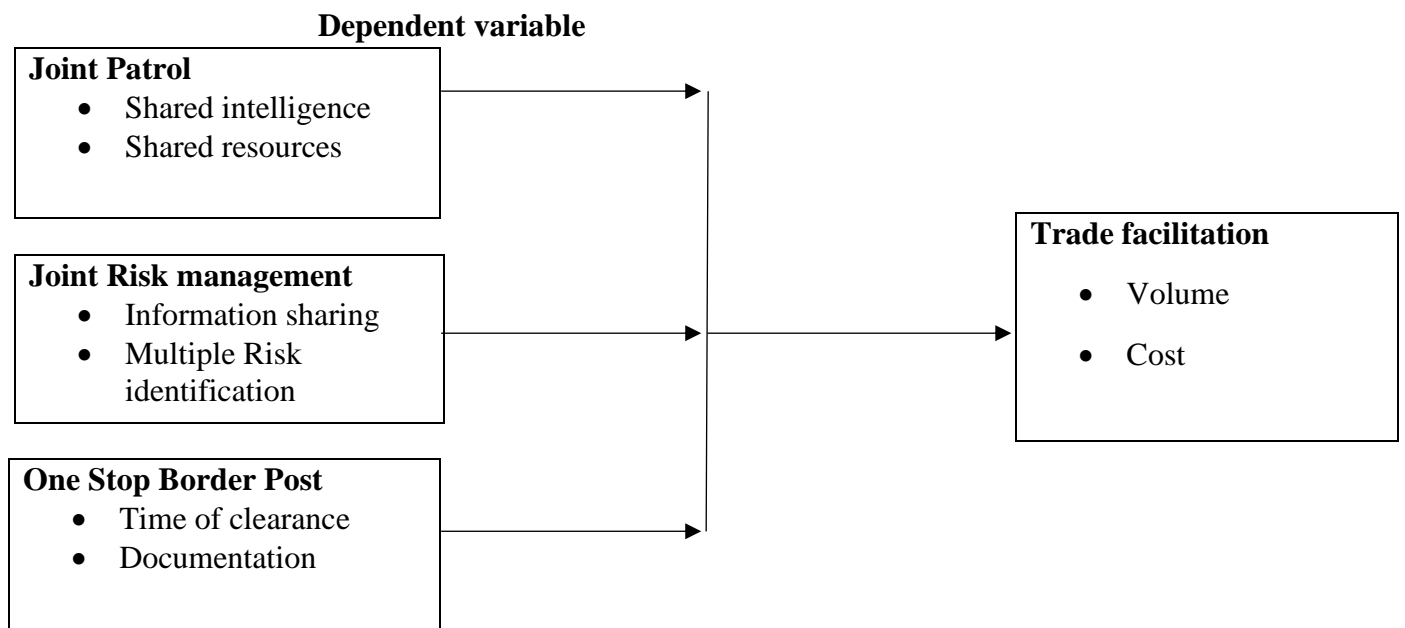 Dependent variable
Joint Patrol
• Shared intelligence
• Shared resources
Joint Risk management
• Information sharing
• Multiple Risk
identification
One Stop Border Post
• Time of clearance
• Documentation
Trade facilitation
• Volume
• Cost